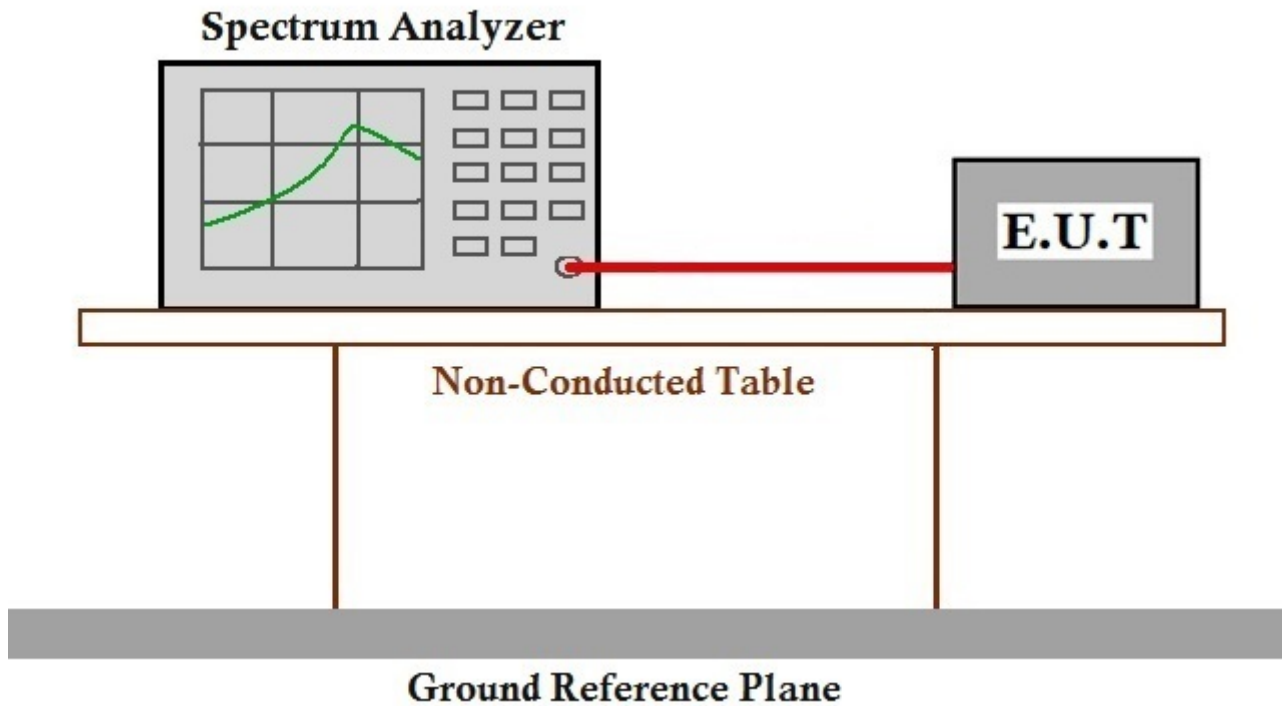 Spectrum Analyzer
E.U.T
Non-Conducted Table
Ground Reference Plane